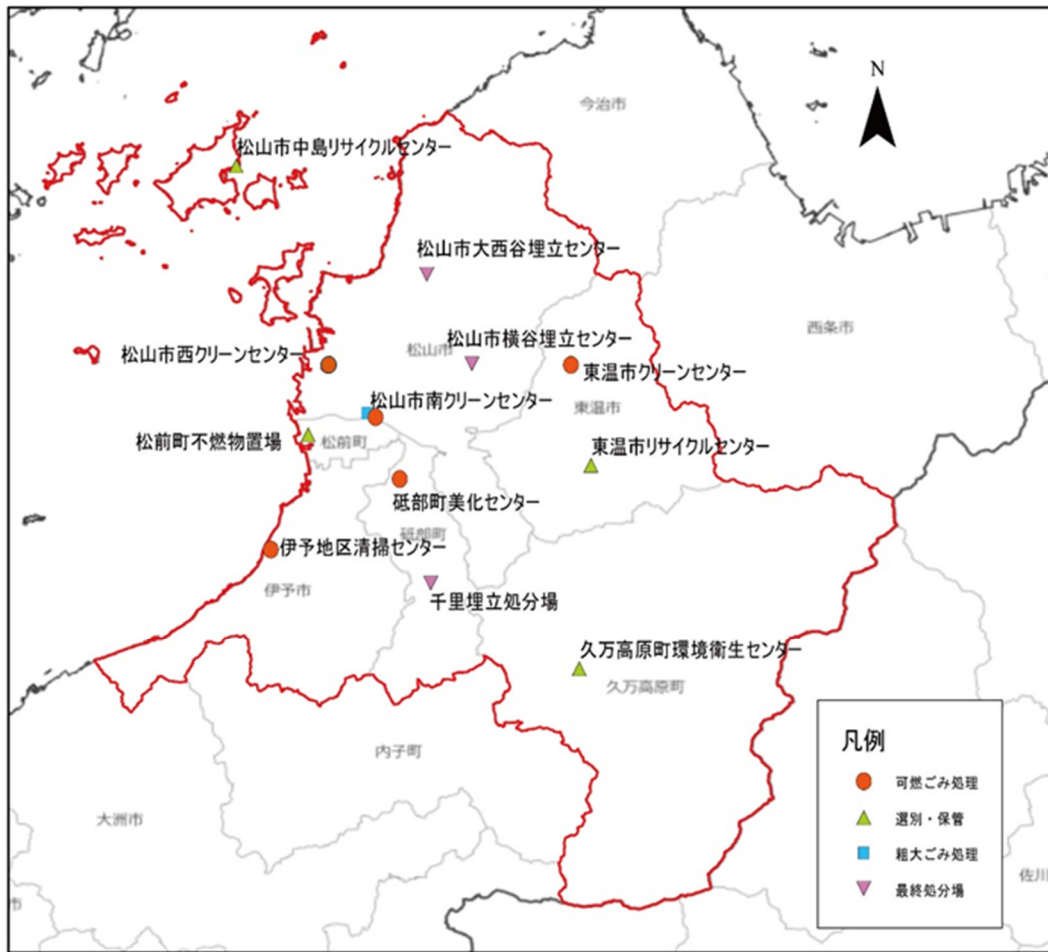 N
今治市
松山市中島リサイクルセンター
松山市大西谷埋立センター
西条市
松山市横谷埋立センター
松山市
松山市西クリーンセンター
東温市クリーンセンター
東温市
松山市南クリーンセンター
松前町不燃物置場
松前町
東温市リサイクルセンター
砥部町美化センター
砥部町
伊予地区清掃センター
伊予市
千里埋立処分場
久万高原町環境衛生センター
久万高原町
内子町
大洲市
凡例
可燃ごみ処理
選別・保管
粗大ごみ処理
最終処分場
佐川
市